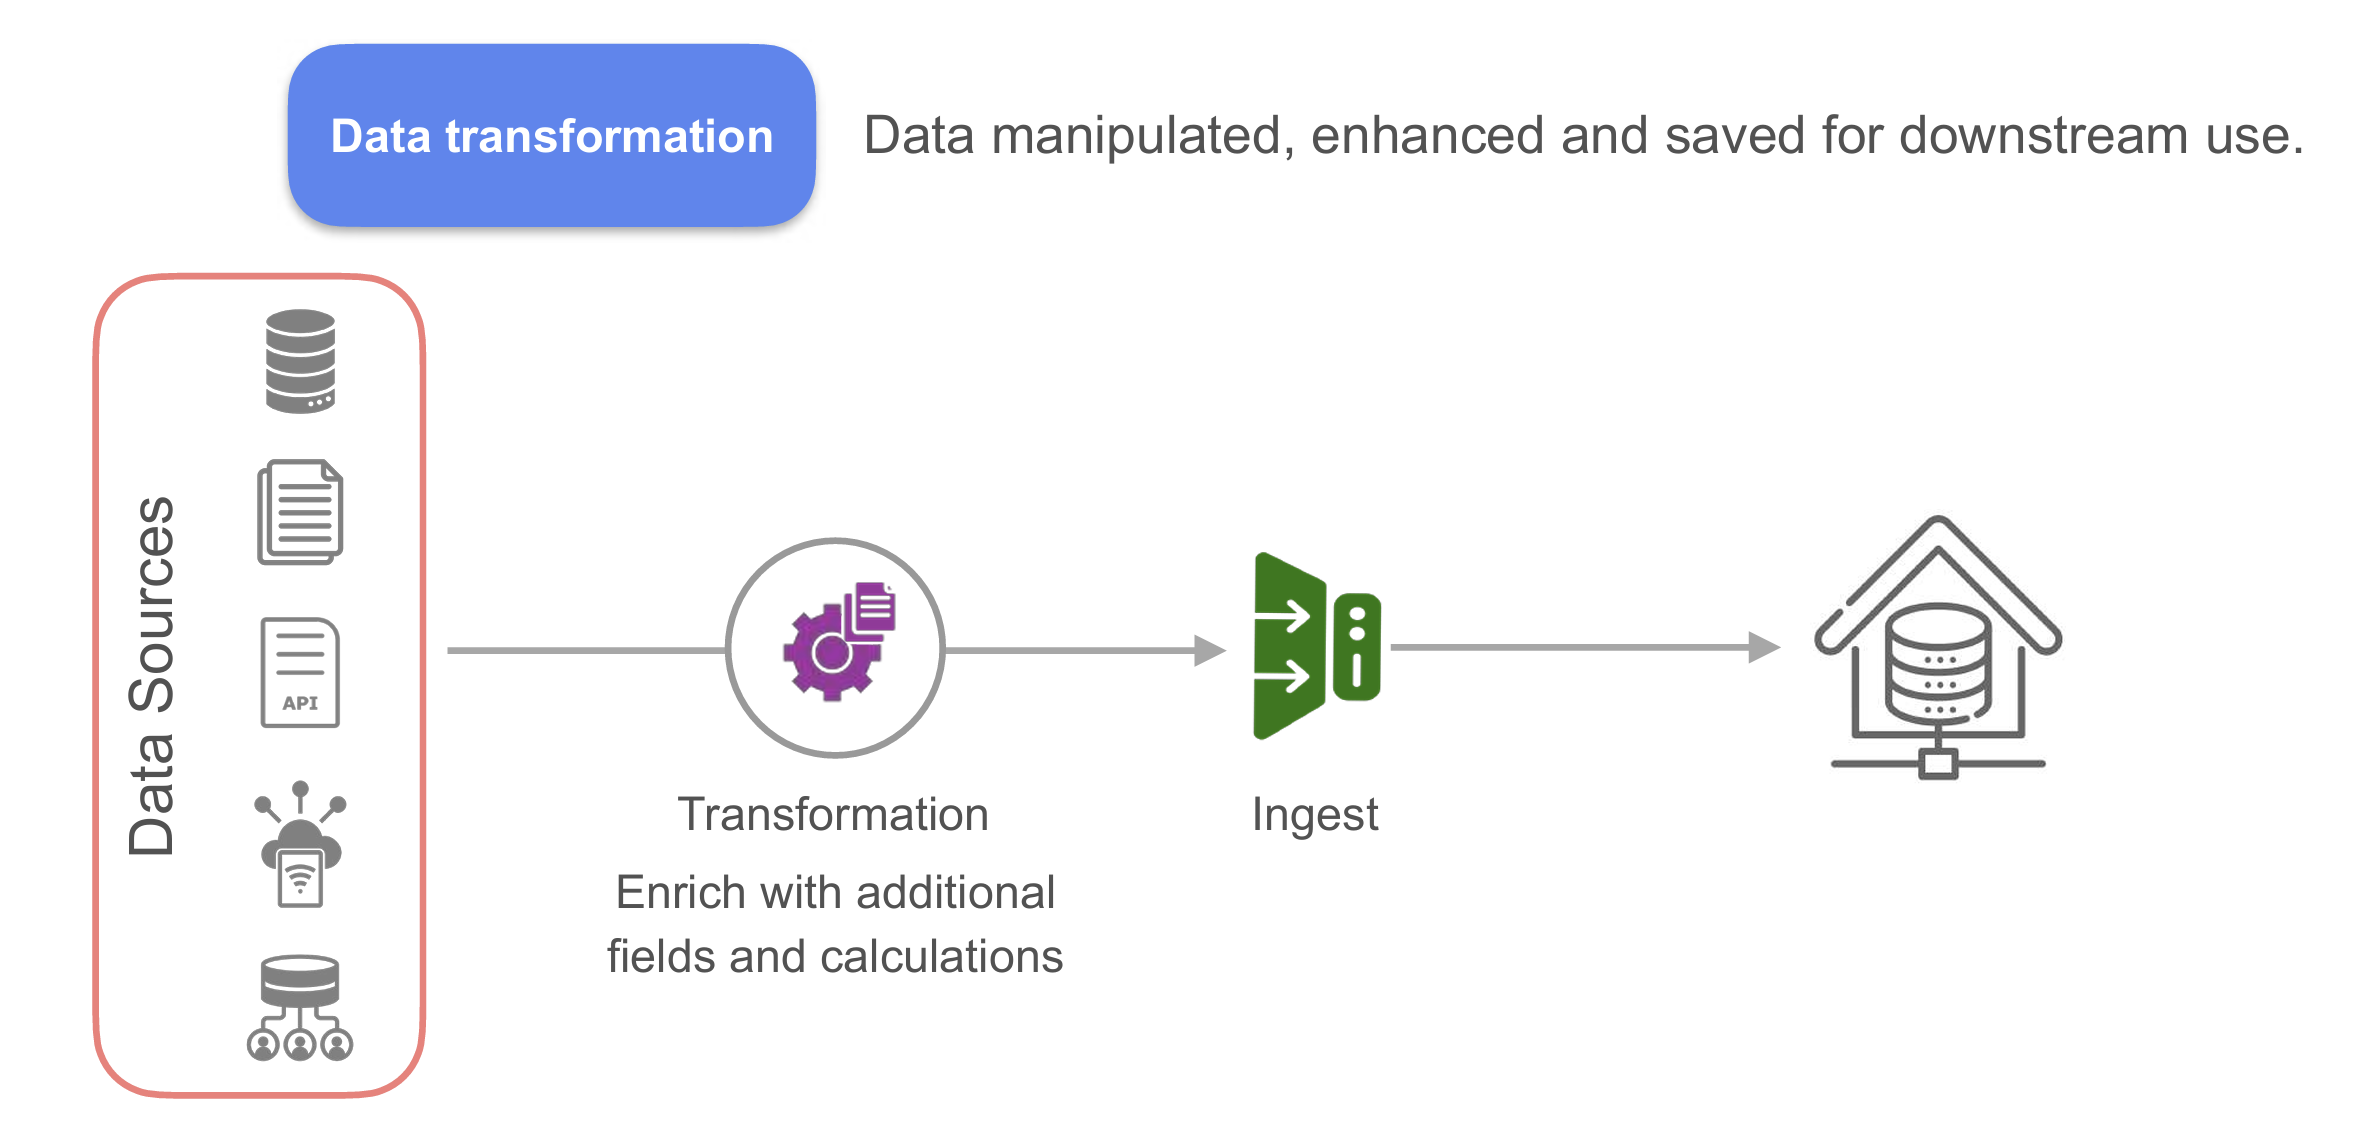 Data transformation
Data manipulated, enhanced and saved for downstream use.
Data Sources
API
Transformation
Enrich with additional
fields and calculations
Ingest